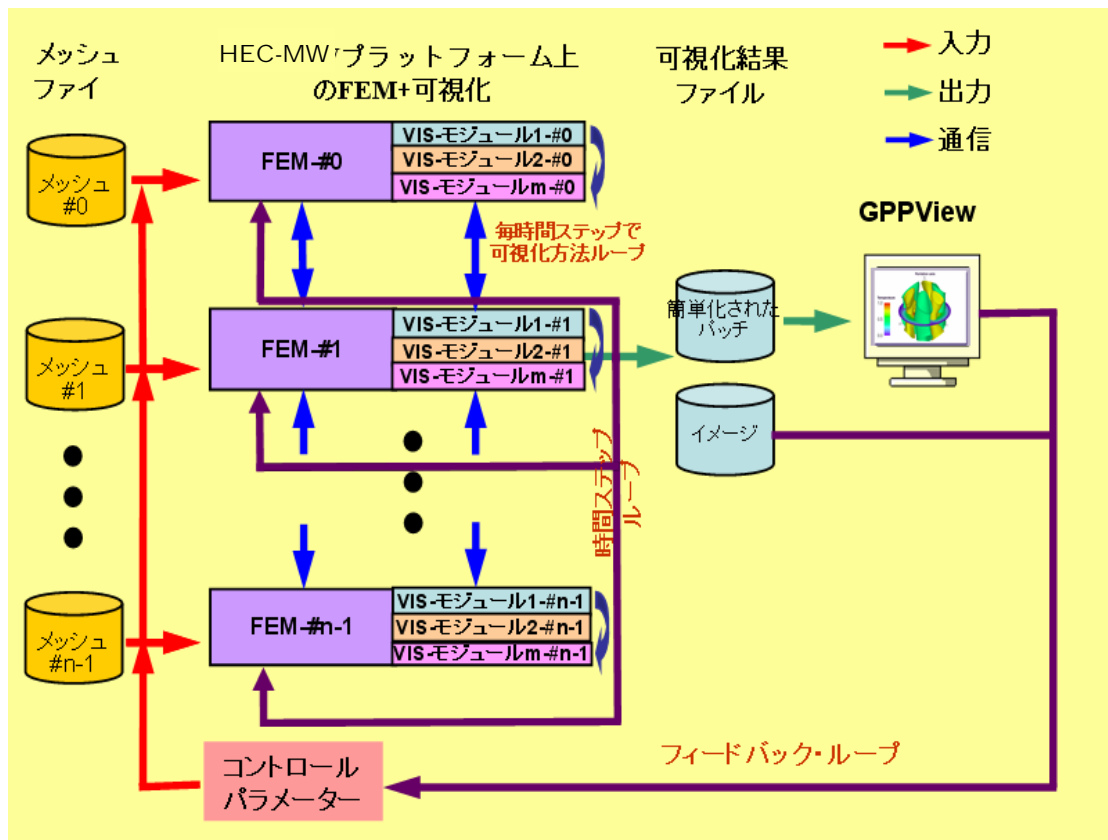 メッシュ
ファイ
HEC-MWプラットフォーム上
のFEM+可視化
可視化結果
ファイル
入力
出力
通信
メッシュ
#0
FEM-#0
VIS-モジュール1-#0
VIS-モジュール2-#0
VIS-モジュールm-#0
毎時間ステップで
可視化方法ループ
GPPView
メッシュ
#1
FEM-#1
VIS-モジュール1-#1
VIS-モジュール2-#1
VIS-モジュールm-#1
簡単化された
パッチ
イメージ
時間ステップ
ループ
メッシュ
#n-1
FEM-#n-1
VIS-モジュール1-#n-1
VIS-モジュール2-#n-1
VIS-モジュールm-#n-1
コントロール
パラメーター
フィードバック・ループ